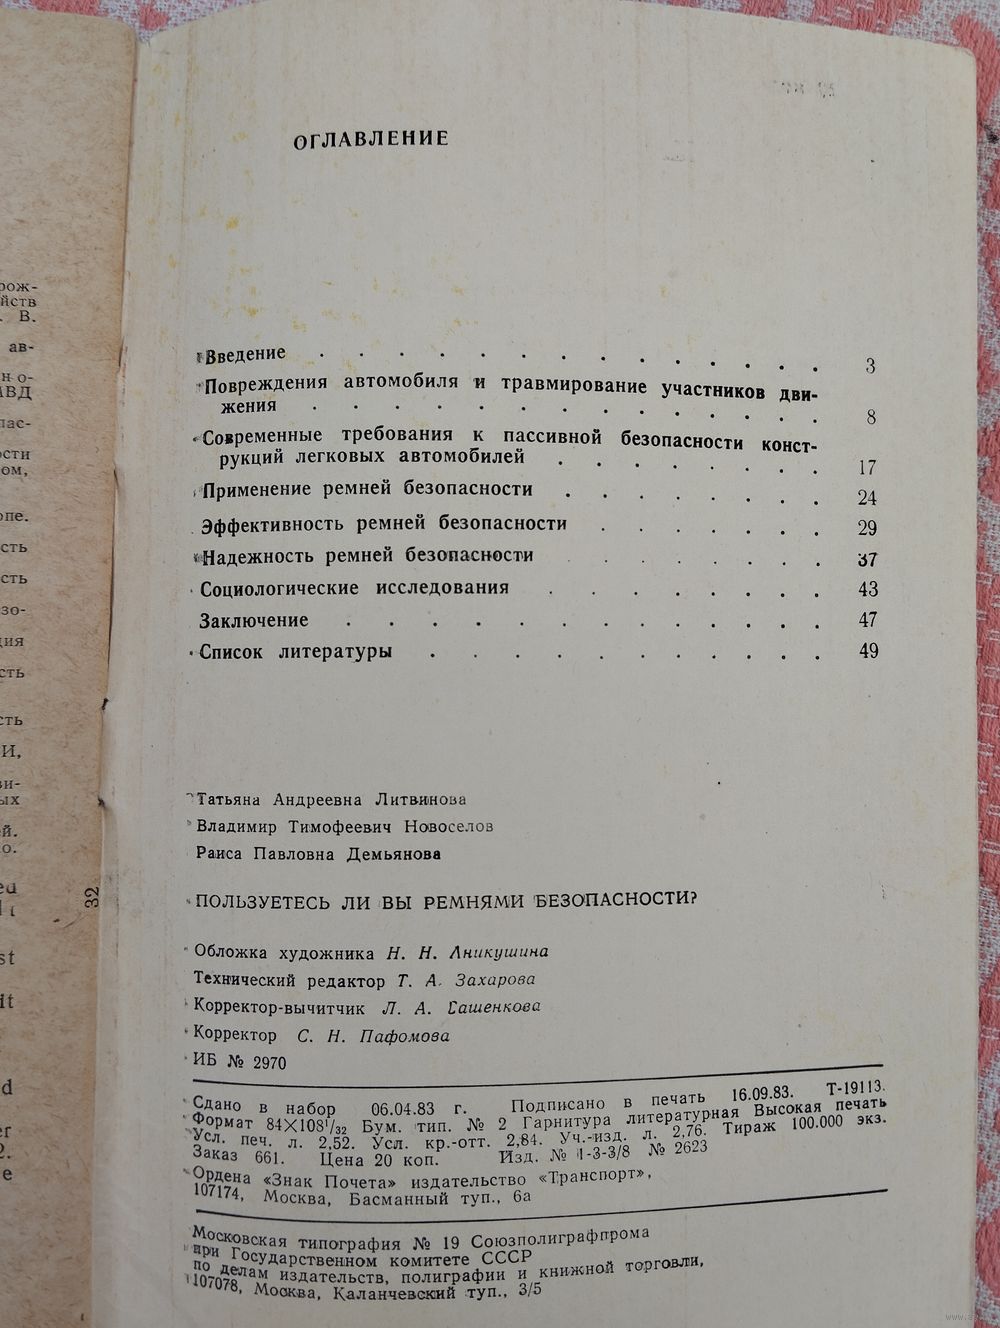 ОГЛАВЛЕНИЕ
Введение . . . . . . . . . . . . . 3
Повреждения автомобиля и травмирование участников дви-
жения . . . . . . . . . . . . . 8
Современные требования к пассивной безопасности конст-
рукций легковых автомобилей . . . . . . . 17
Применение ремней безопасности . . . . . . . 24
Эффективность ремней безопасности . . . . . . 29
Надежность ремней безопасности . . . . . . 37
Социологические исследования . . . . . . . 43
Заключение . . . . . . . . . . . . 47
Список литературы . . . . . . . . . . 49
Татьяна Андреевна Литвинова
Владимир Тимофеевич Новоселов
Раиса Павловна Демьянова
ПОЛЬЗУЕТЕСЬ ЛИ ВЫ РЕМНЯМИ БЕЗОПАСНОСТИ?
Обложка художника Н. Н. Аникушина
Технический редактор Т. А. Захарова
Корректор-вычитчик Л. А. Сашенкова
Корректор С. Н. Пафомова
ИБ № 2970
Сдано в набор 06.04.83 г. Подписано в печать 16.09.83. Т-19113.
Формат 84×108¹/₃₂ Бум. тип. № 2 Гарнитура литературная Высокая печать
Усл. печ. л. 2,52. Усл. кр.-отт. 2,84. Уч.-изд. л. 2,76. Тираж 100.000 экз.
Заказ 661. Цена 20 коп. Изд. № 1-3-3/8 № 2623
Ордена «Знак Почета» издательство «Транспорт»,
107174, Москва, Басманный туп., 6а
Московская типография № 19 Союзполиграфпрома
при Государственном комитете СССР
по делам издательств, полиграфии и книжной торговли,
107078, Москва, Каланчевский туп., 3/5
32